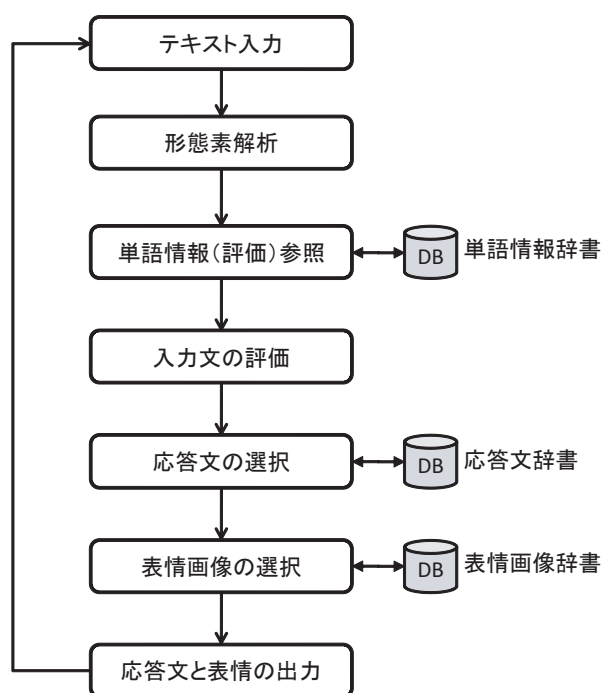 テキスト入力
形態素解析
単語情報（評価）参照
DB
単語情報辞書
入力文の評価
応答文の選択
DB
応答文辞書
表情画像の選択
DB
表情画像辞書
応答文と表情の出力